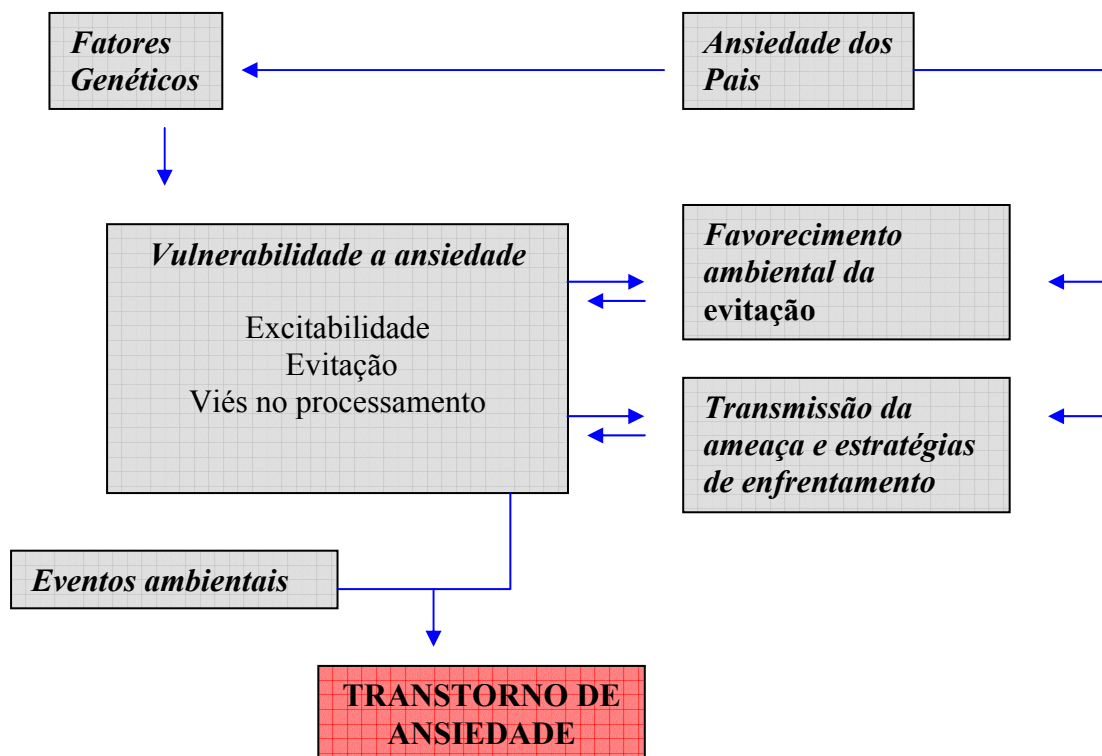 Fatores
Genéticos
Ansiedade dos
Pais
Vulnerabilidade a ansiedade
Excitabilidade
Evitação
Viés no processamento
Favorecimento
ambiental da
evitação
Transmissão da
ameaça e estratégias
de enfrentamento
Eventos ambientais
TRANSTORNO DE
ANSIEDADE